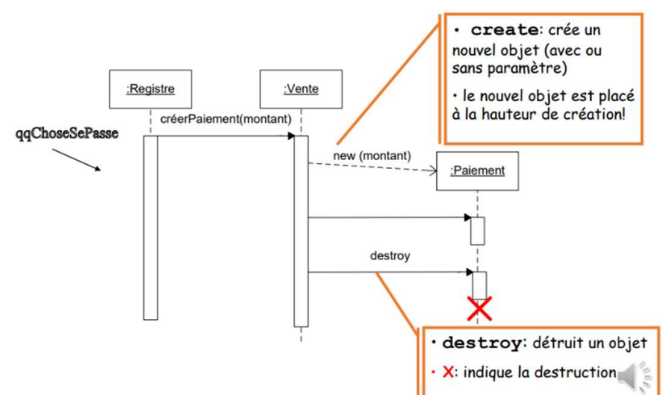 • create: crée un
nouvel objet (avec ou
sans paramètre)
• le nouvel objet est placé
à la hauteur de création!
:Registre
:Vente
créerPaiement(montant)
qqChoseSePasse
new (montant)
:Paiement
destroy
• destroy: détruit un objet
• X: indique la destruction